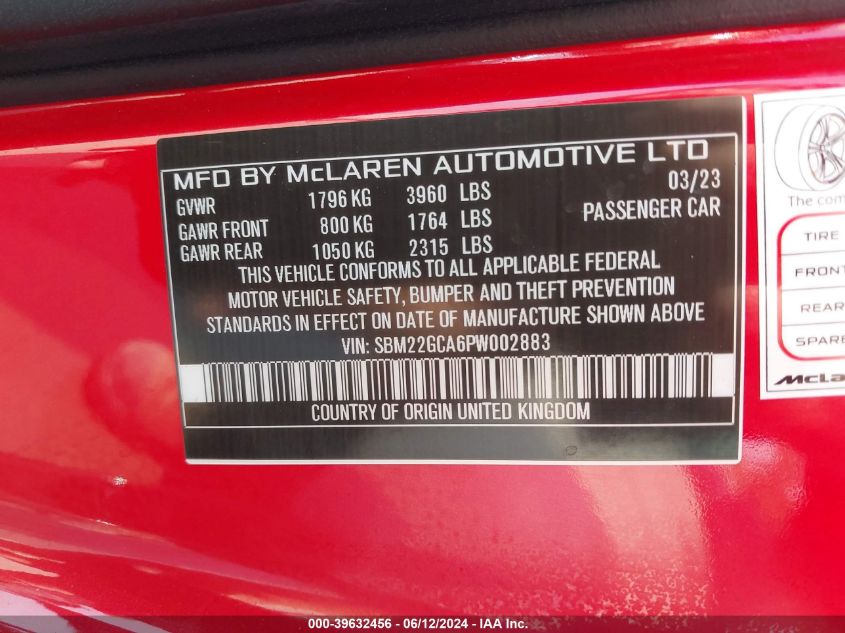 MFD BY McLAREN AUTOMOTIVE LTD
GVWR 1796 KG 3960 LBS 03/23
GAWR FRONT 800 KG 1764 LBS PASSENGER CAR
GAWR REAR 1050 KG 2315 LBS
THIS VEHICLE CONFORMS TO ALL APPLICABLE FEDERAL
MOTOR VEHICLE SAFETY, BUMPER AND THEFT PREVENTION
STANDARDS IN EFFECT ON DATE OF MANUFACTURE SHOWN ABOVE
VIN: SBM22GCA6PW002883
COUNTRY OF ORIGIN UNITED KINGDOM
The com
TIRE
FRONT
REAR
SPARE
McLa
000-39632456 - 06/12/2024 - IAA Inc.